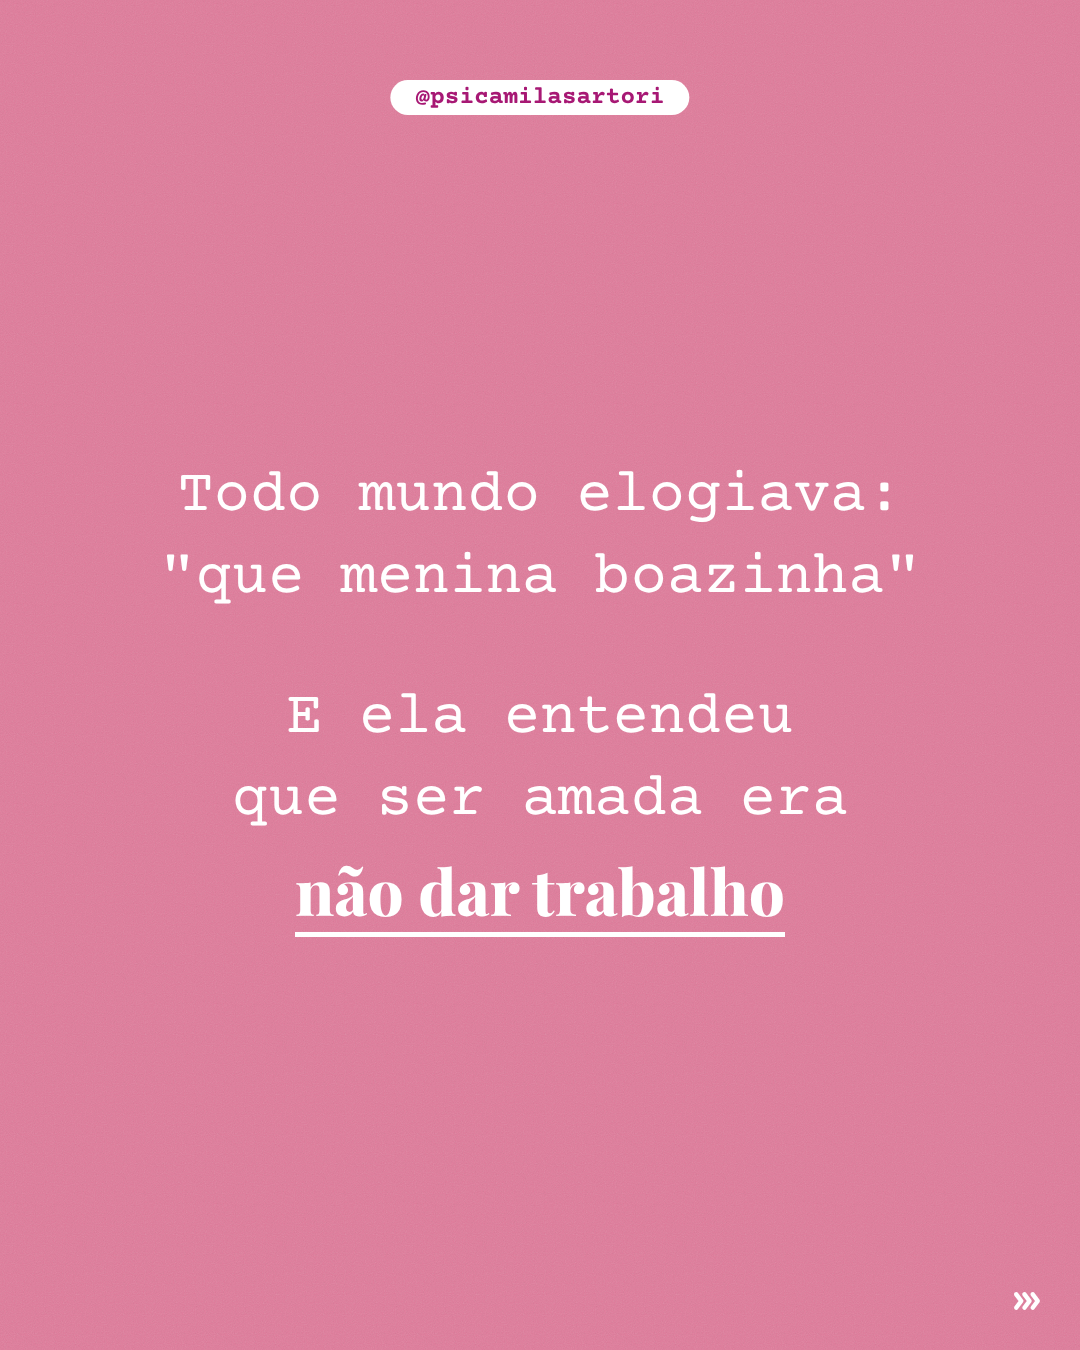 @psicamilasartori
Todo mundo elogiava:
"que menina boazinha"
E ela entendeu
que ser amada era
não dar trabalho